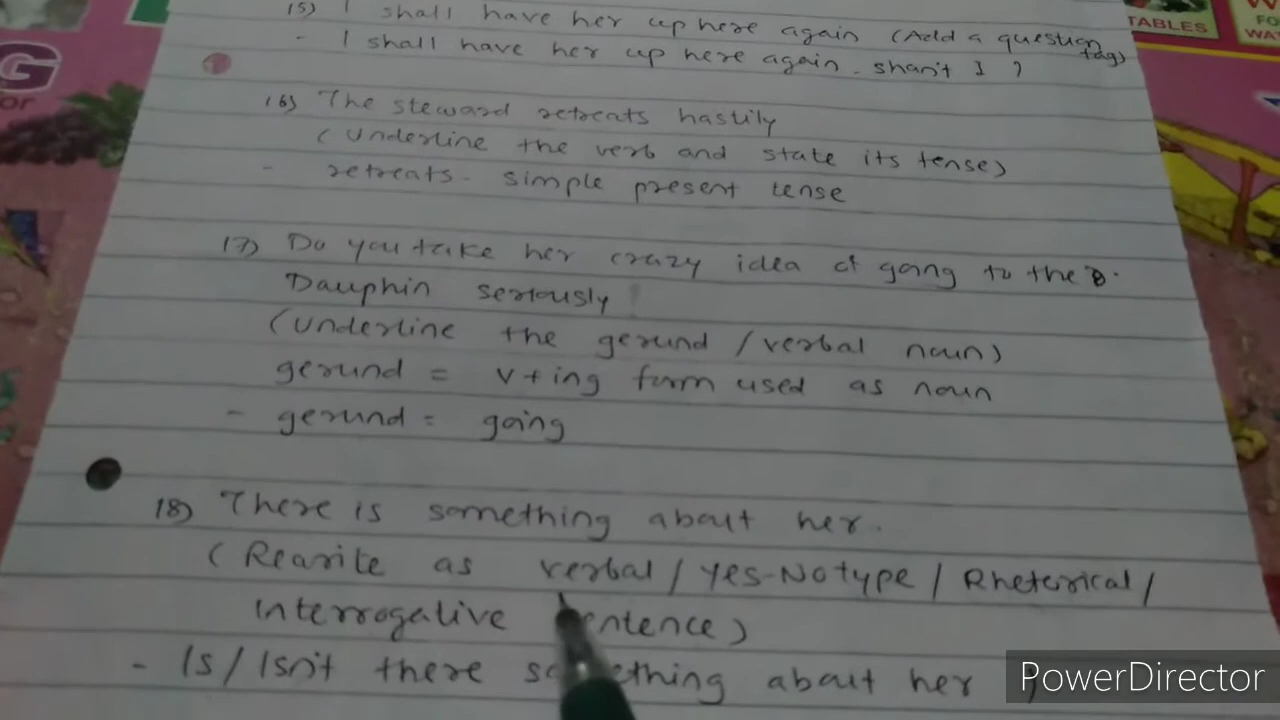 15) I shall have her up here again (Add a question tag)
- I shall have her up here again. shan't I ?
16) The steward retreats hastily
(Underline the verb and state its tense)
- retreats - simple present tense
17) Do you take her crazy idea of going to the D.
Dauphin seriously
(Underline the gerund / verbal noun)
gerund = v+ing form used as noun
- gerund = going
18) There is something about her.
(Rewrite as verbal / Yes-No type / Rhetorical /
Interrogative sentence)
- Is / Isn't there something about her
G
or
TABLES
FO
WA
PowerDirector